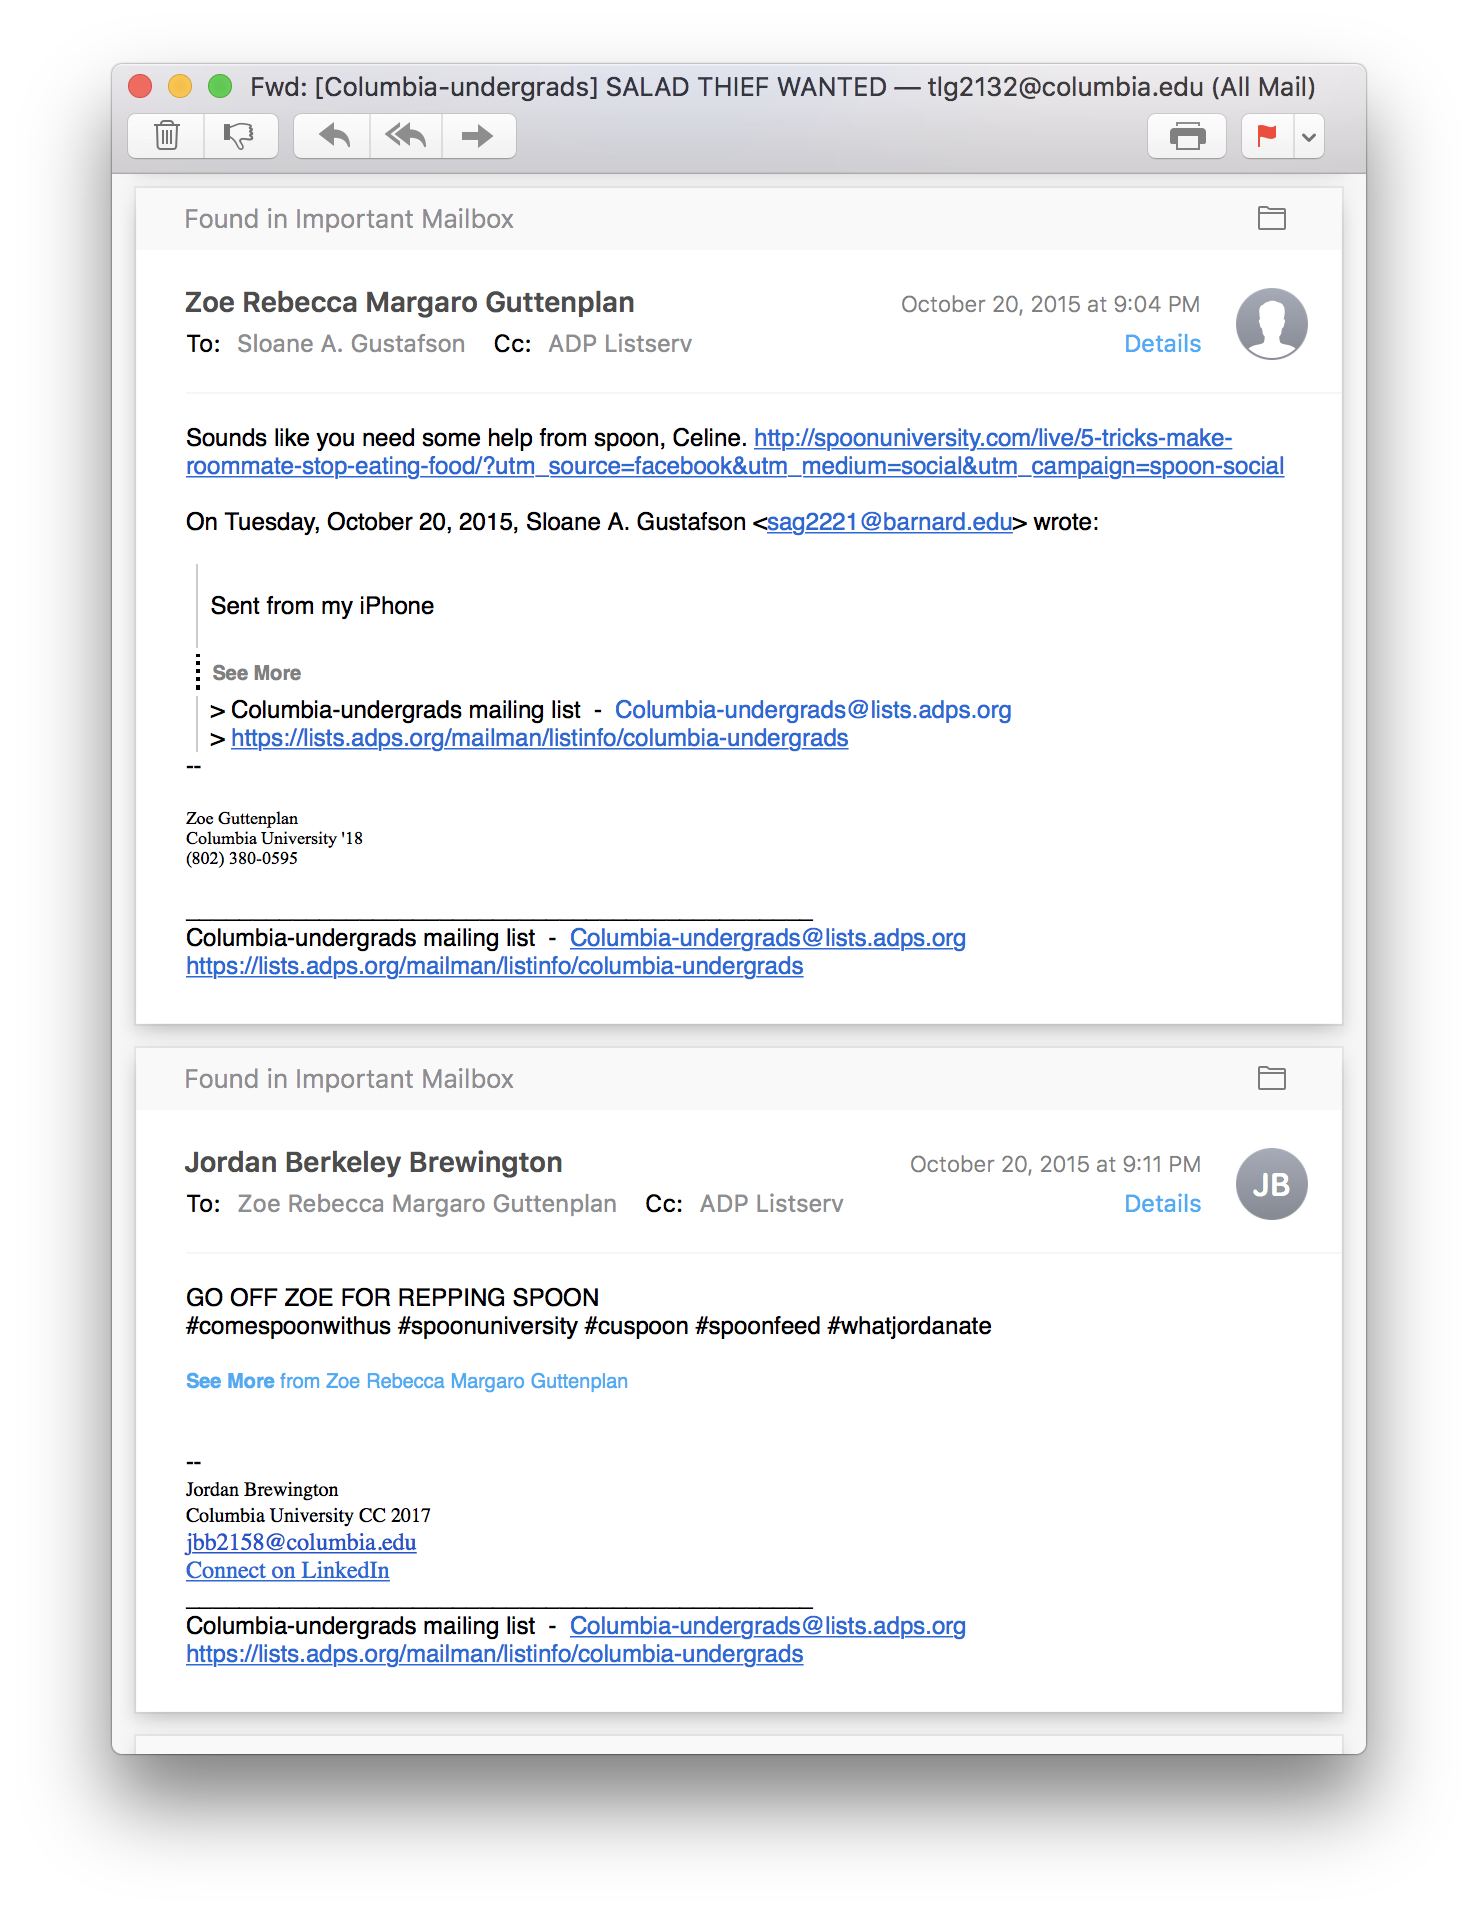 Fwd: [Columbia-undergrads] SALAD THIEF WANTED — tlg2132@columbia.edu (All Mail)
Found in Important Mailbox
Zoe Rebecca Margaro Guttenplan October 20, 2015 at 9:04 PM
To: Sloane A. Gustafson Cc: ADP Listserv Details
Sounds like you need some help from spoon, Celine. http://spoonuniversity.com/live/5-tricks-make-
roommate-stop-eating-food/?utm_source=facebook&utm_medium=social&utm_campaign=spoon-social
On Tuesday, October 20, 2015, Sloane A. Gustafson <sag2221@barnard.edu> wrote:
Sent from my iPhone
See More
> Columbia-undergrads mailing list - Columbia-undergrads@lists.adps.org
> https://lists.adps.org/mailman/listinfo/columbia-undergrads
--
Zoe Guttenplan
Columbia University '18
(802) 380-0595
_______________________________________________
Columbia-undergrads mailing list - Columbia-undergrads@lists.adps.org
https://lists.adps.org/mailman/listinfo/columbia-undergrads
Found in Important Mailbox
Jordan Berkeley Brewington October 20, 2015 at 9:11 PM
To: Zoe Rebecca Margaro Guttenplan Cc: ADP Listserv Details
JB
GO OFF ZOE FOR REPPING SPOON
#comespoonwithus #spoonuniversity #cuspoon #spoonfeed #whatjordanate
See More from Zoe Rebecca Margaro Guttenplan
--
Jordan Brewington
Columbia University CC 2017
jbb2158@columbia.edu
Connect on LinkedIn
_______________________________________________
Columbia-undergrads mailing list - Columbia-undergrads@lists.adps.org
https://lists.adps.org/mailman/listinfo/columbia-undergrads